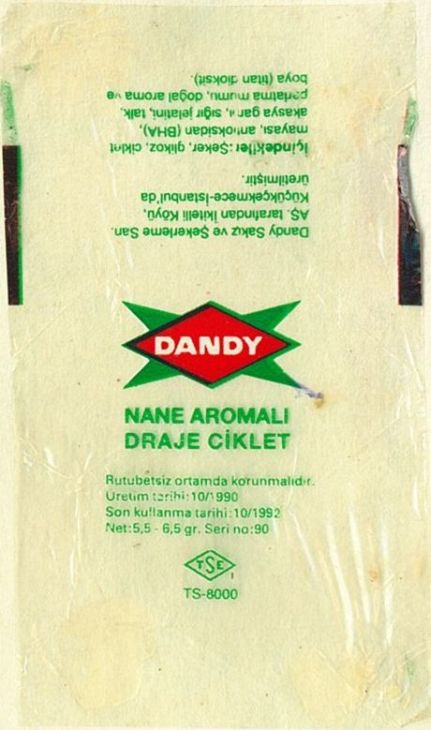 Dandy Sakız ve Şekerleme San.
AŞ. tarafından İkitelli Köyü,
Küçükçekmece-İstanbul'da
üretilmiştir.
İçindekiler: Şeker, glikoz, ciklet
mayası, antioksidan (BHA),
akasya gamı, sığır jelatini, talk,
parlatma mumu, doğal aroma ve
boya (titan dioksit).
DANDY
NANE AROMALI
DRAJE CİKLET
Rutubetsiz ortamda korunmalıdır.
Üretim tarihi:10/1990
Son kullanma tarihi:10/1992
Net:5,5 - 6,5 gr. Seri no:90
TSE
TS-8000